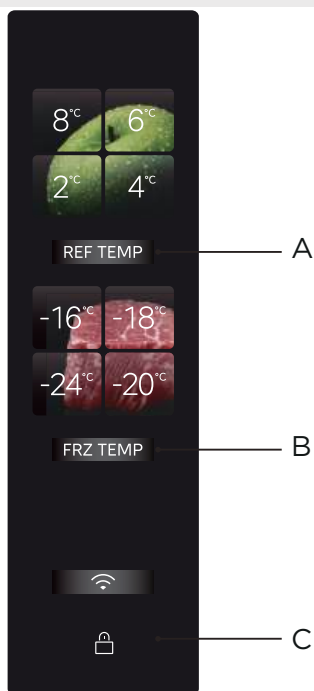 8°C 6°C
2°C 4°C
REF TEMP
A
-16°C -18°C
-24°C -20°C
FRZ TEMP
B
C